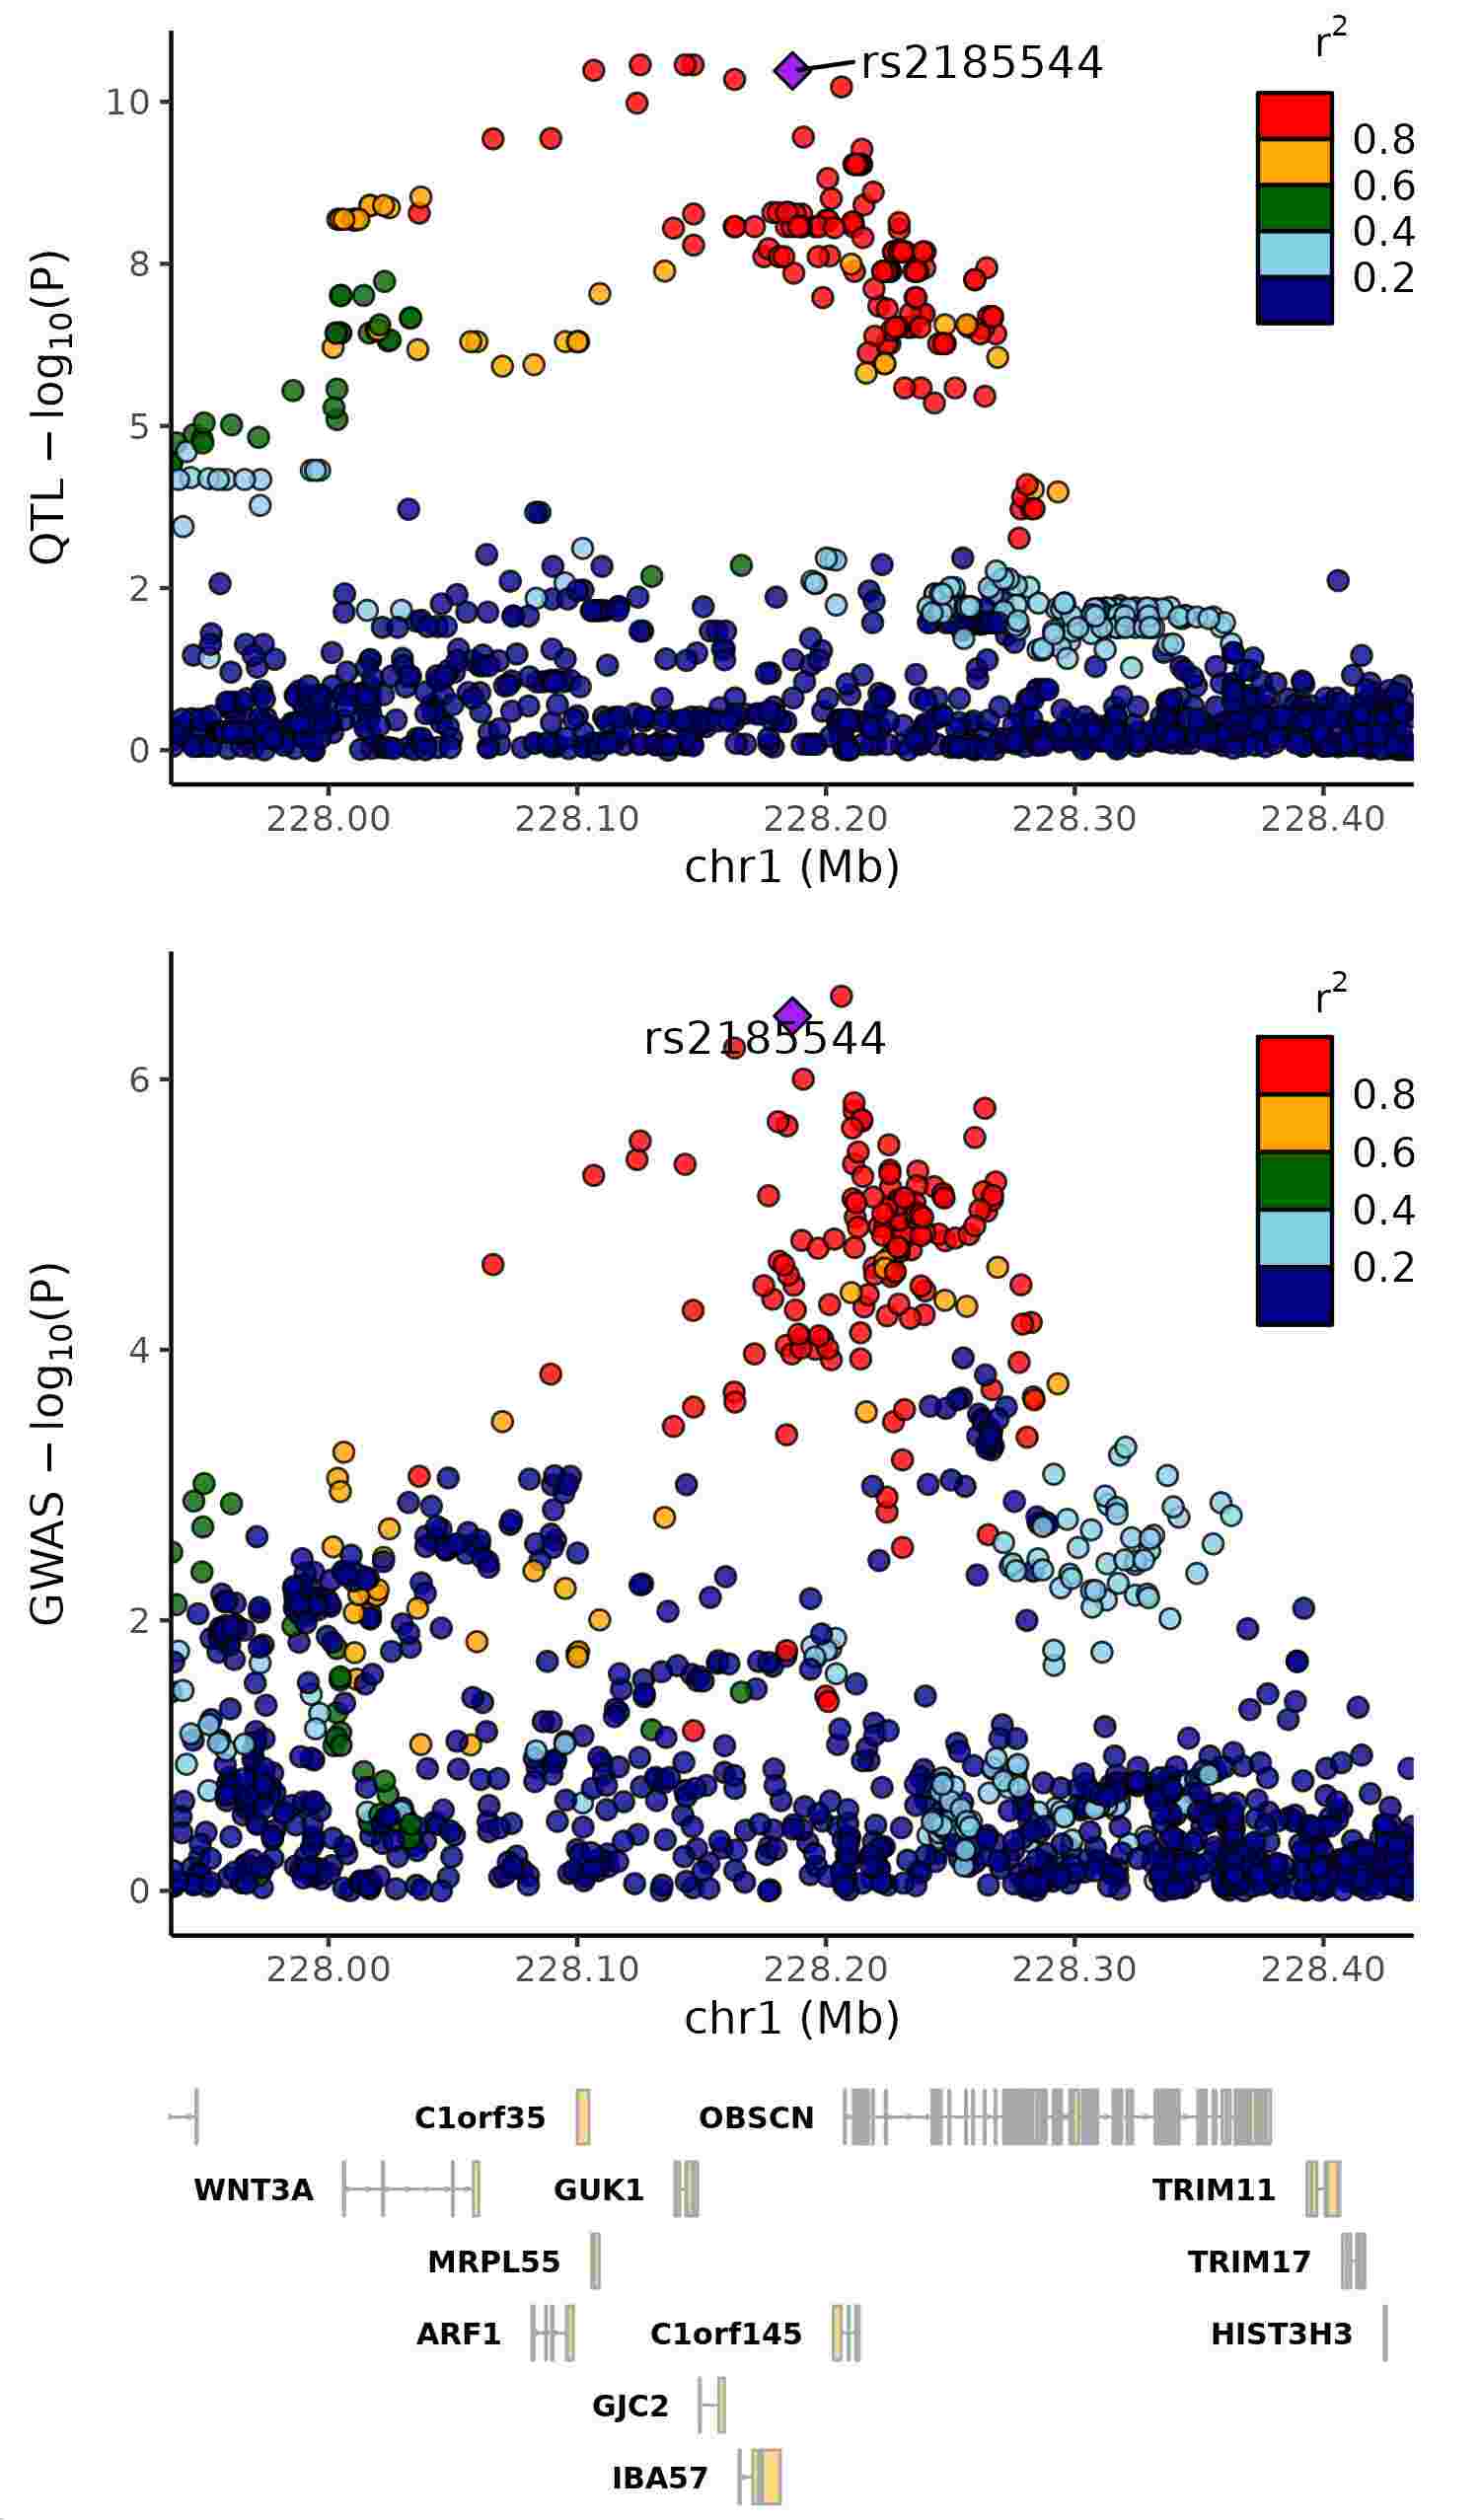 r²
rs2185544
0.8
0.6
0.4
0.2
10
8
5
2
0
QTL − log₁₀(P)
228.00 228.10 228.20 228.30 228.40
chr1 (Mb)
r²
rs2185544
0.8
0.6
0.4
0.2
6
4
2
0
GWAS − log₁₀(P)
228.00 228.10 228.20 228.30 228.40
chr1 (Mb)
C1orf35 OBSCN
WNT3A GUK1 TRIM11
MRPL55 TRIM17
ARF1 C1orf145 HIST3H3
GJC2
IBA57